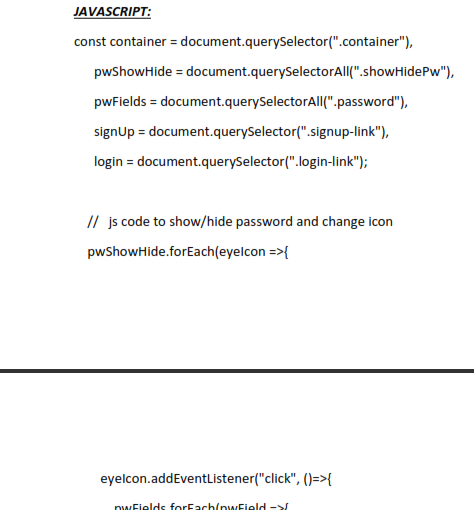 JAVASCRIPT:
const container = document.querySelector(".container"),
pwShowHide = document.querySelectorAll(".showHidePw"),
pwFields = document.querySelectorAll(".password"),
signUp = document.querySelector(".signup-link"),
login = document.querySelector(".login-link");
// js code to show/hide password and change icon
pwShowHide.forEach(eyeIcon =>{
eyeIcon.addEventListener("click", ()=>{
pwFields.forEach(pwField =>{